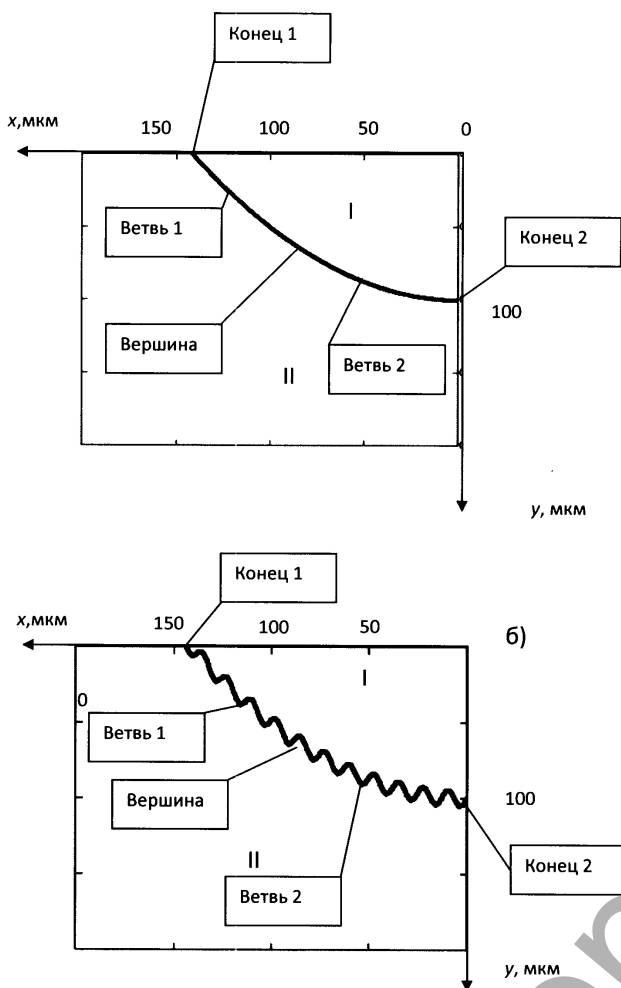 Конец 1
x,мкм
150
100
50
0
I
Ветвь 1
Конец 2
100
Вершина
Ветвь 2
II
y, мкм
Конец 1
x,мкм
150
100
50
б)
I
0
Ветвь 1
Вершина
100
II
Конец 2
Ветвь 2
y, мкм